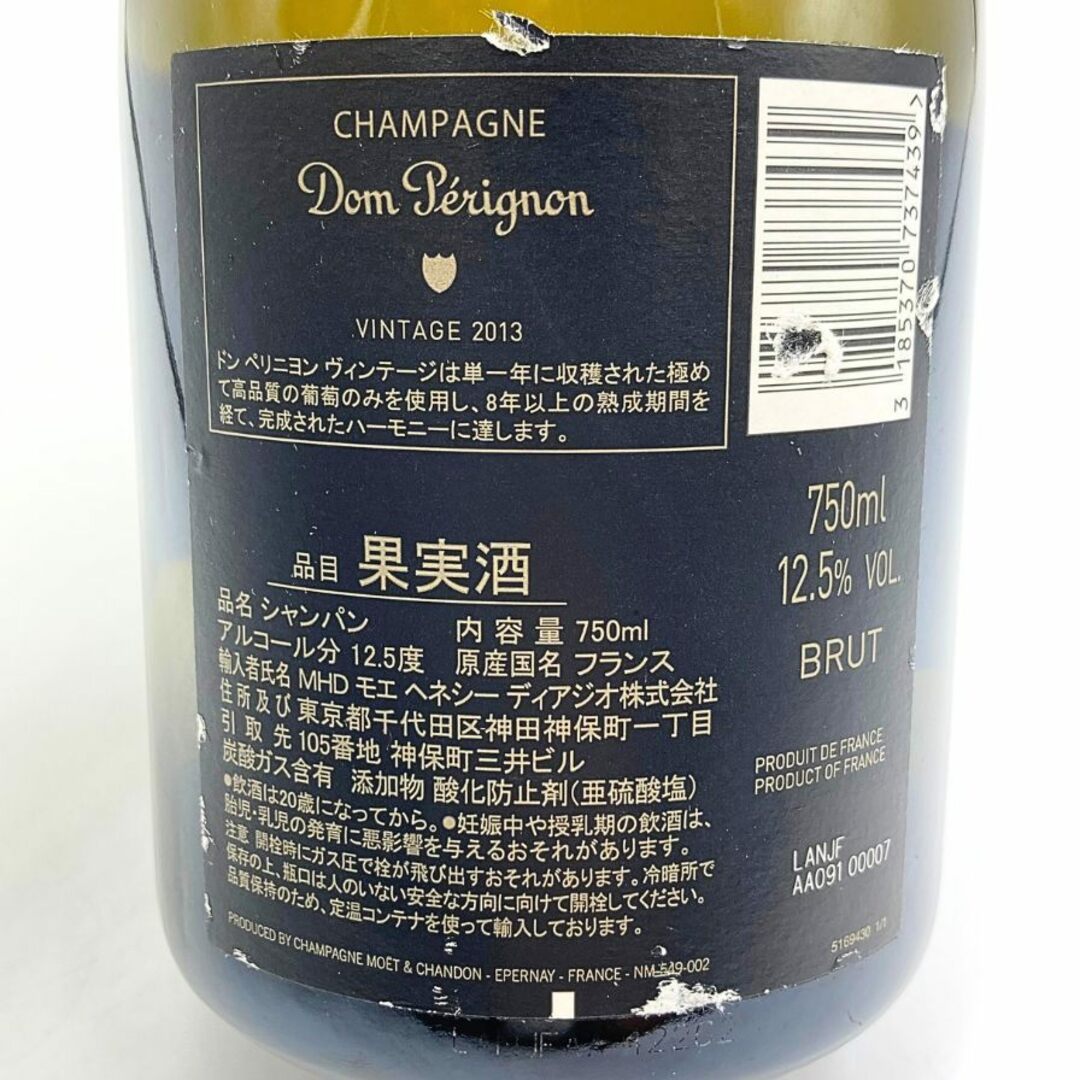 CHAMPAGNE
Dom Pérignon
VINTAGE 2013
ドン ペリニヨン ヴィンテージは単一年に収穫された極め
て高品質の葡萄のみを使用し、8年以上の熟成期間を
経て、完成されたハーモニーに達します。
3 185370 737439 >
750ml
12.5% VOL.
BRUT
品目 果実酒
品名 シャンパン 内容量 750ml
アルコール分 12.5度 原産国名 フランス
輸入者氏名 MHD モエ ヘネシー ディアジオ株式会社
住所及び 東京都千代田区神田神保町一丁目
引取先 105番地 神保町三井ビル
炭酸ガス含有 添加物 酸化防止剤(亜硫酸塩)
●飲酒は20歳になってから。●妊娠中や授乳期の飲酒は、
胎児・乳児の発育に悪影響を与えるおそれがあります。
注意 開栓時にガス圧で栓が飛び出すおそれがあります。冷暗所で
保存の上、瓶口は人のいない安全な方向に向けて開栓してください。
品質保持のため、定温コンテナを使って輸入しております。
PRODUCED BY CHAMPAGNE MOËT & CHANDON - EPERNAY - FRANCE - NM-549-002
PRODUIT DE FRANCE
PRODUCT OF FRANCE
LANJF
AA091 00007
5169430 1/1